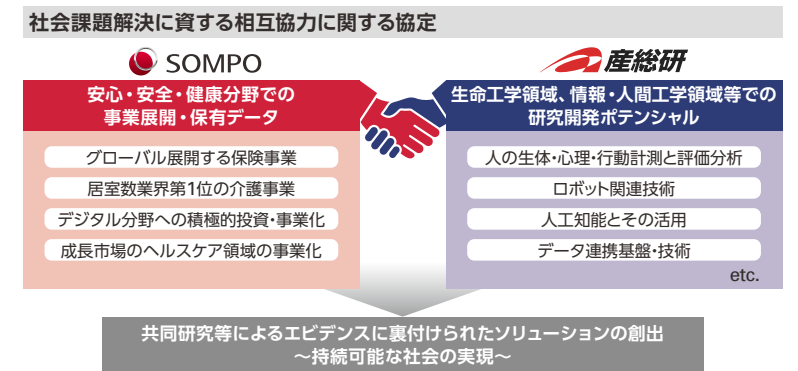 社会課題解決に資する相互協力に関する協定
SOMPO
産総研
安心・安全・健康分野での
事業展開・保有データ
生命工学領域、情報・人間工学領域等での
研究開発ポテンシャル
グローバル展開する保険事業
居室数業界第1位の介護事業
デジタル分野への積極的投資・事業化
成長市場のヘルスケア領域の事業化
人の生体・心理・行動計測と評価分析
ロボット関連技術
人工知能とその活用
データ連携基盤・技術
etc.
共同研究等によるエビデンスに裏付けられたソリューションの創出
～持続可能な社会の実現～